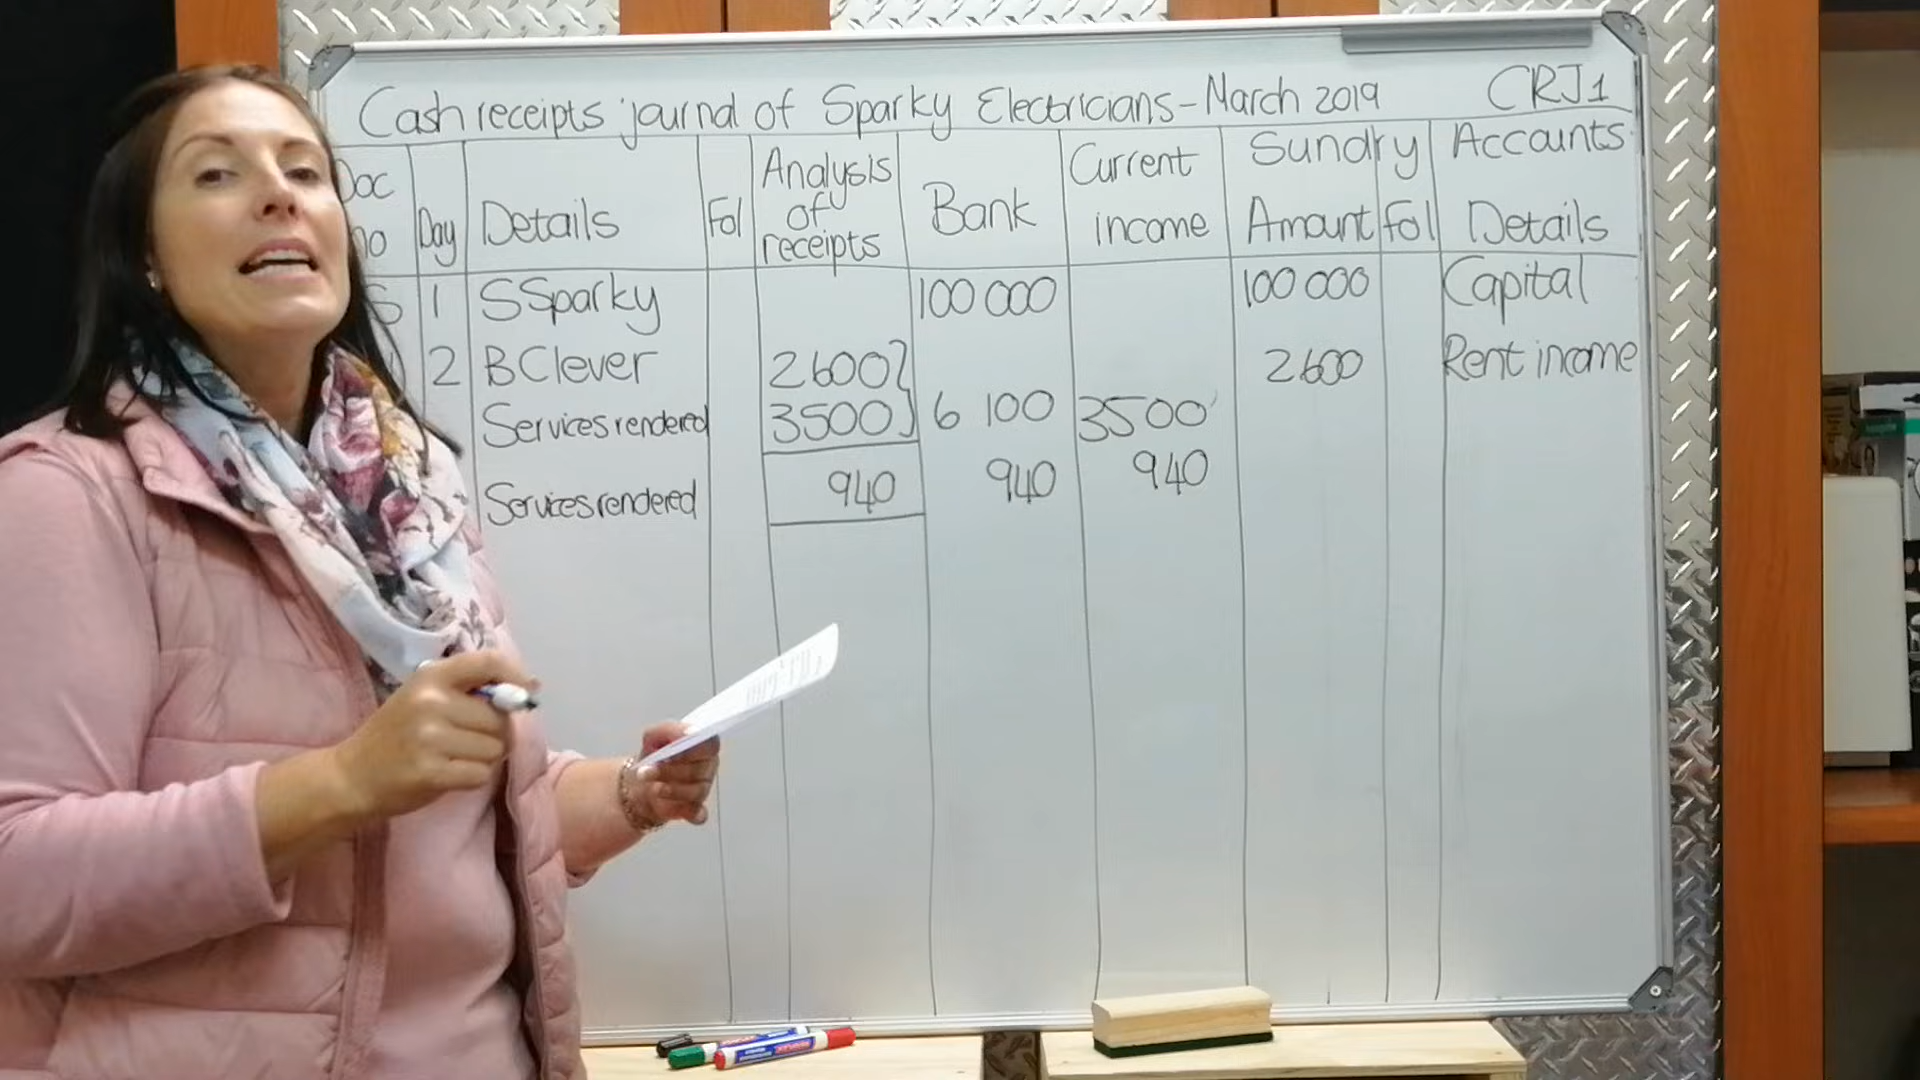 Cash receipts journal of Sparky Electricians - March 2019 CRJ1
Doc no Day Details Fol Analysis of receipts Bank Current income Sundry Accounts
Amount Fol Details
1 S Sparky 100 000 100 000 Capital
2 B Clever 2600 2600 Rent income
Services rendered 3500 6 100 3500
Services rendered 940 940 940